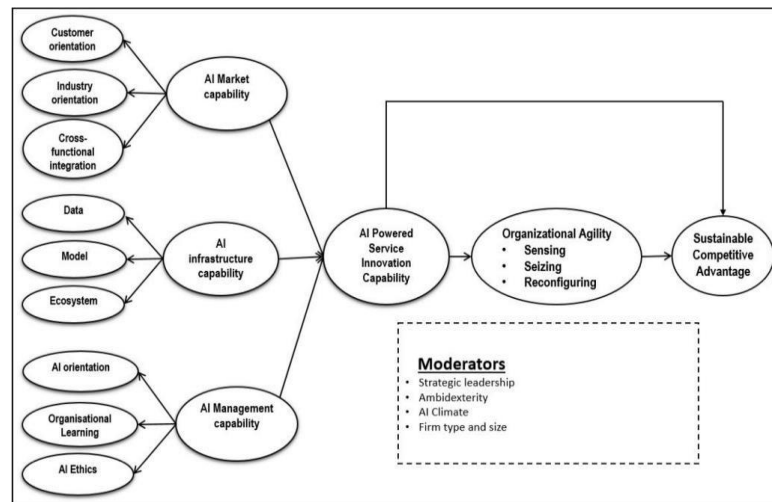 Customer
orientation
Industry
orientation
Cross-
functional
integration
AI Market
capability
Data
Model
Ecosystem
AI
infrastructure
capability
AI orientation
Organisational
Learning
AI Ethics
AI Management
capability
AI Powered
Service
Innovation
Capability
Organizational Agility
• Sensing
• Seizing
• Reconfiguring
Sustainable
Competitive
Advantage
Moderators
• Strategic leadership
• Ambidexterity
• AI Climate
• Firm type and size